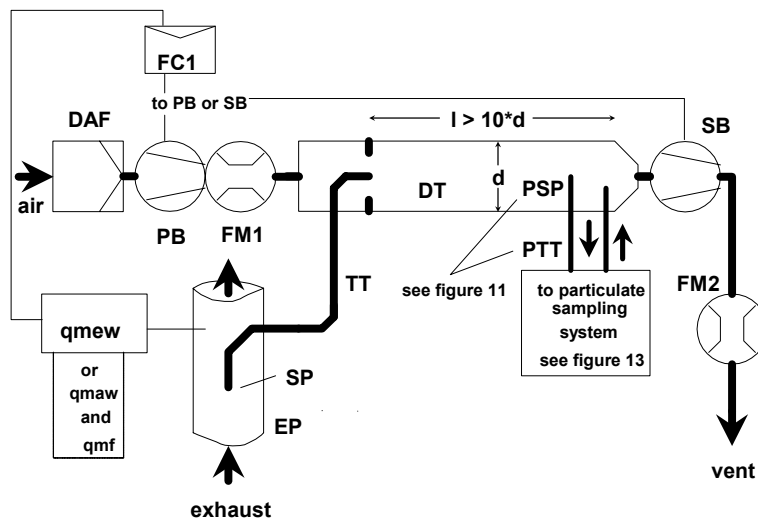 FC1
to PB or SB
l > 10*d
DAF
SB
d
air
DT
PSP
PB
FM1
PTT
TT
see figure 11
FM2
to particulate
sampling
system
see figure 13
qmew
or
qmaw
and
qmf
SP
EP
vent
exhaust